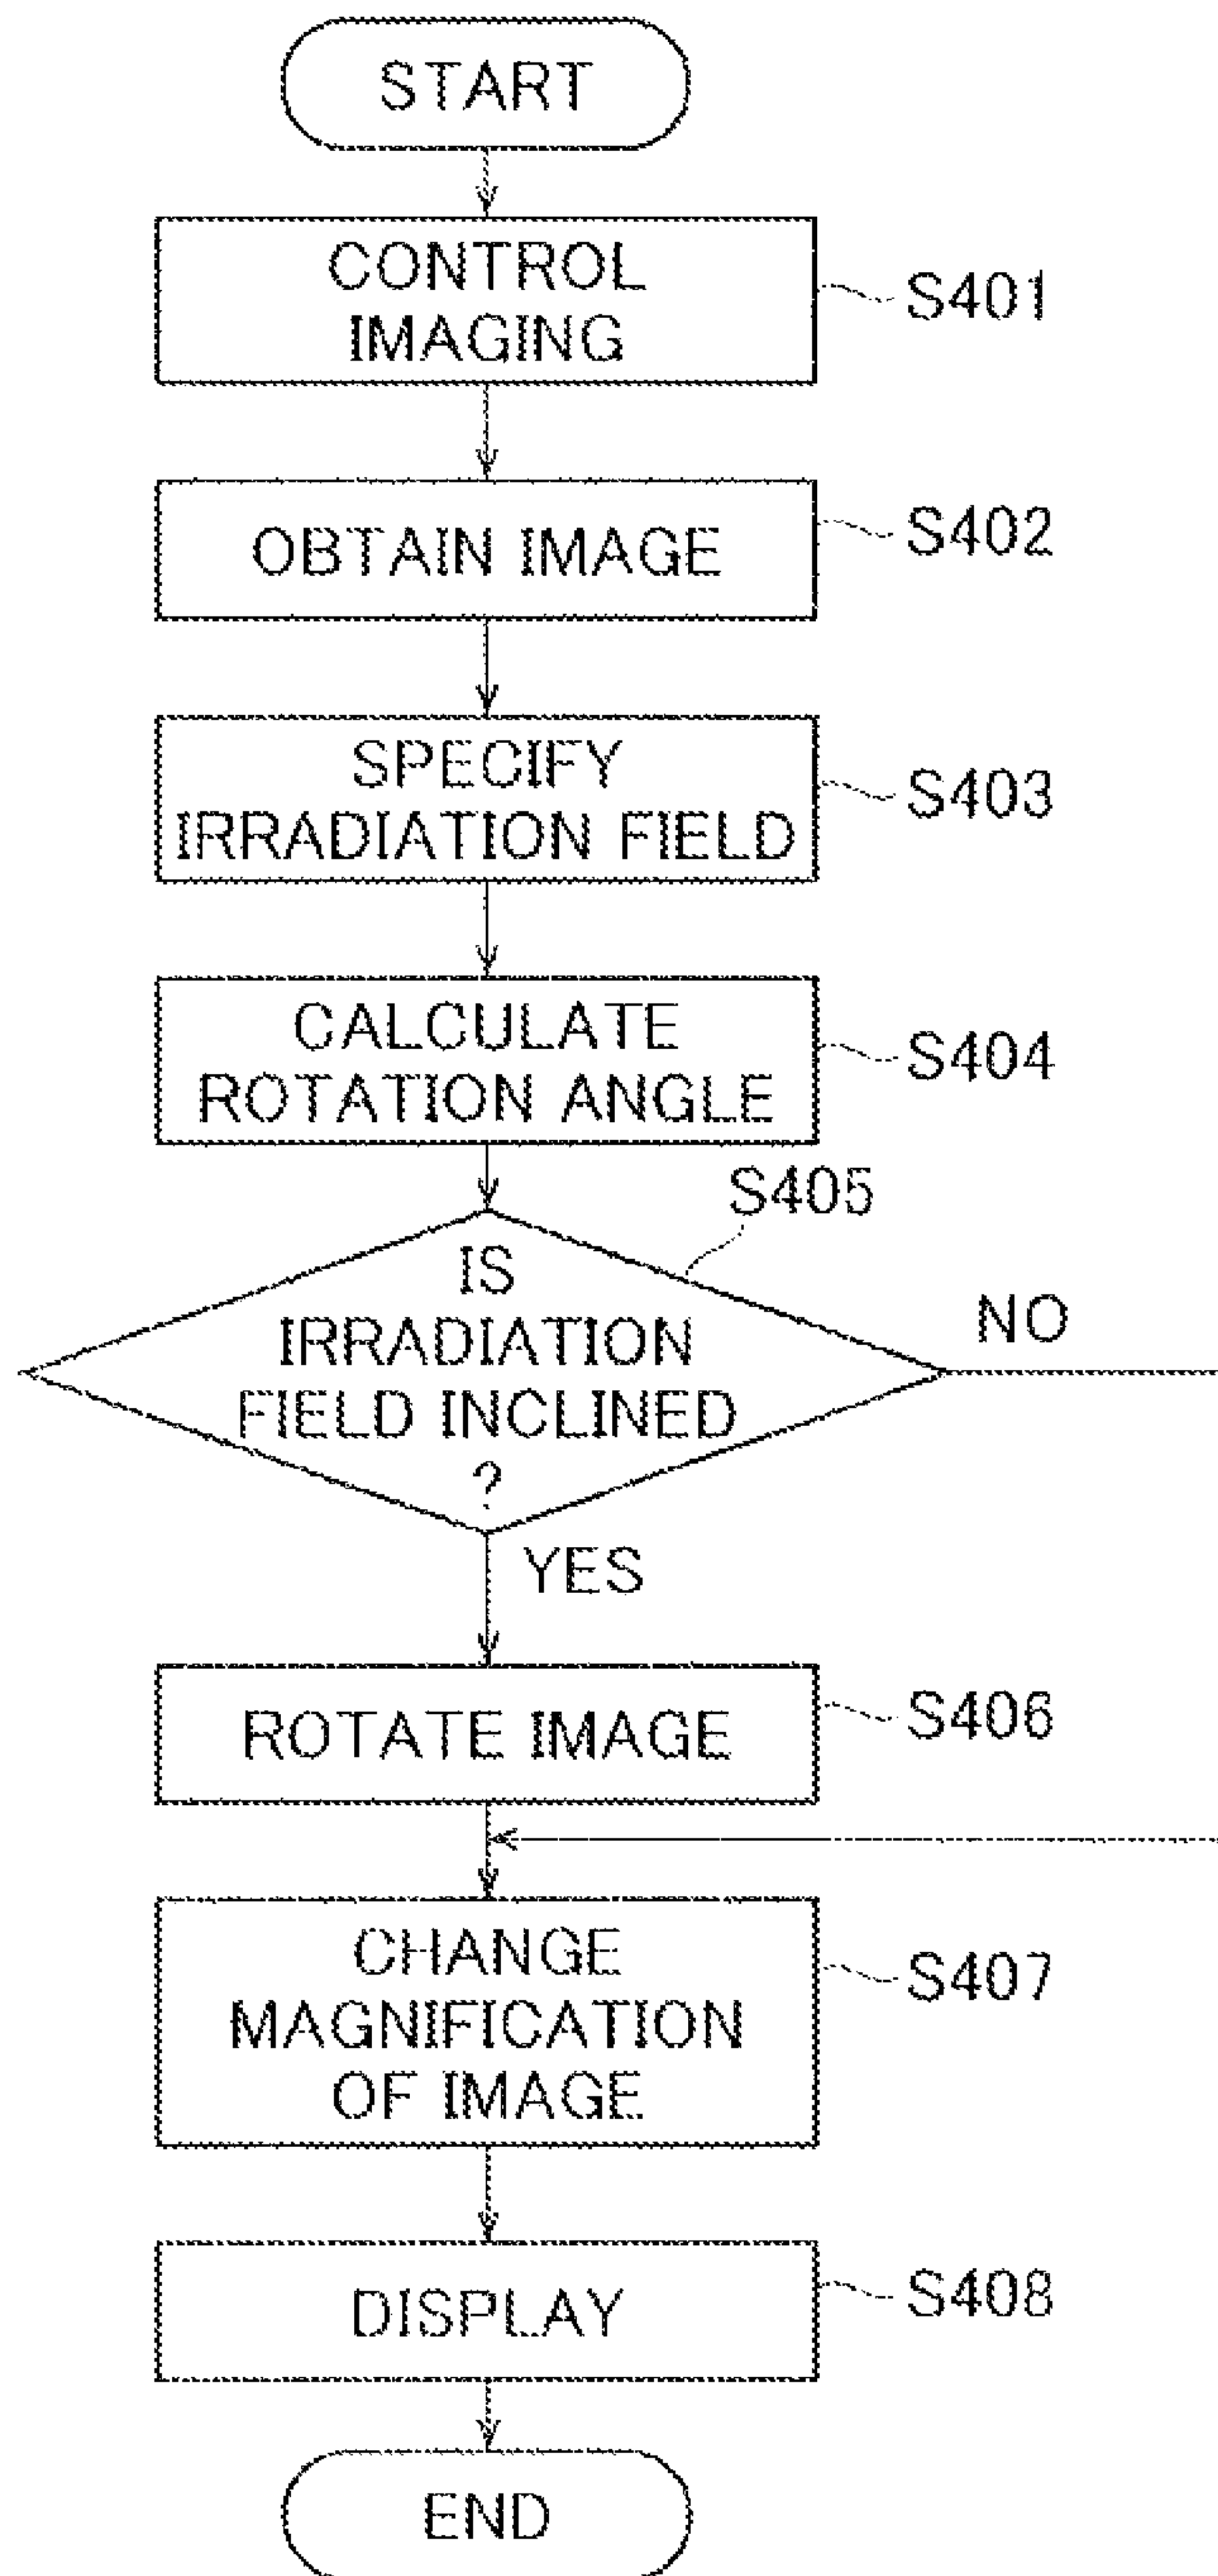 START
CONTROL
IMAGING
S401
OBTAIN IMAGE
S402
SPECIFY
IRRADIATION FIELD
S403
CALCULATE
ROTATION ANGLE
S404
S405
IS
IRRADIATION
FIELD INCLINED
?
NO
YES
ROTATE IMAGE
S406
CHANGE
MAGNIFICATION
OF IMAGE
S407
DISPLAY
S408
END